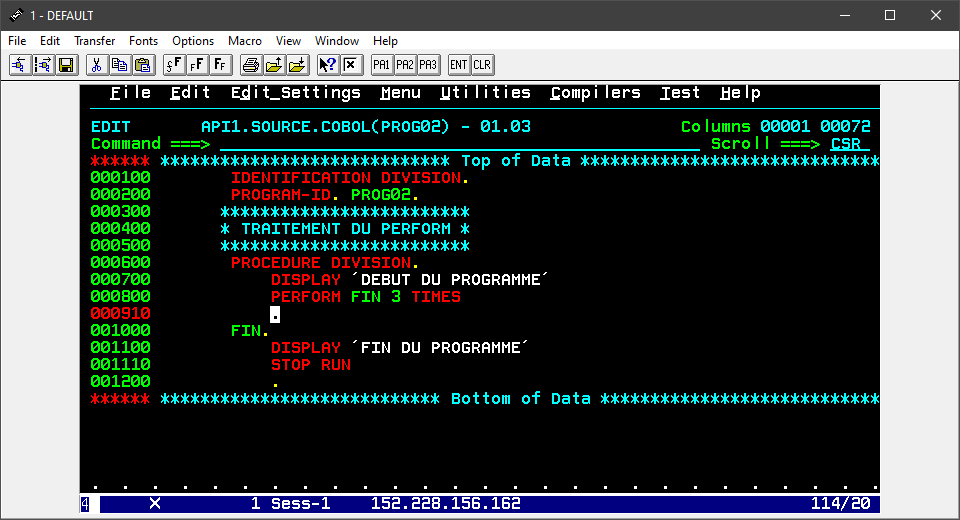 1 - DEFAULT
File Edit Transfer Fonts Options Macro View Window Help
PA1 PA2 PA3 ENT CLR
File Edit Edit_Settings Menu Utilities Compilers Test Help
EDIT API1.SOURCE.COBOL(PROG02) - 01.03 Columns 00001 00072
Command ===> Scroll ===> CSR
****** ***************************** Top of Data ******************************
000100 IDENTIFICATION DIVISION.
000200 PROGRAM-ID. PROG02.
000300 *************************
000400 * TRAITEMENT DU PERFORM *
000500 *************************
000600 PROCEDURE DIVISION.
000700 DISPLAY ´DEBUT DU PROGRAMME´
000800 PERFORM FIN 3 TIMES
000910 .
001000 FIN.
001100 DISPLAY ´FIN DU PROGRAMME´
001110 STOP RUN
001200 .
****** **************************** Bottom of Data ****************************
. . . . . . . . . . . . . . . . . . . . . . . . . . .
4 X 1 Sess-1 152.228.156.162 114/20